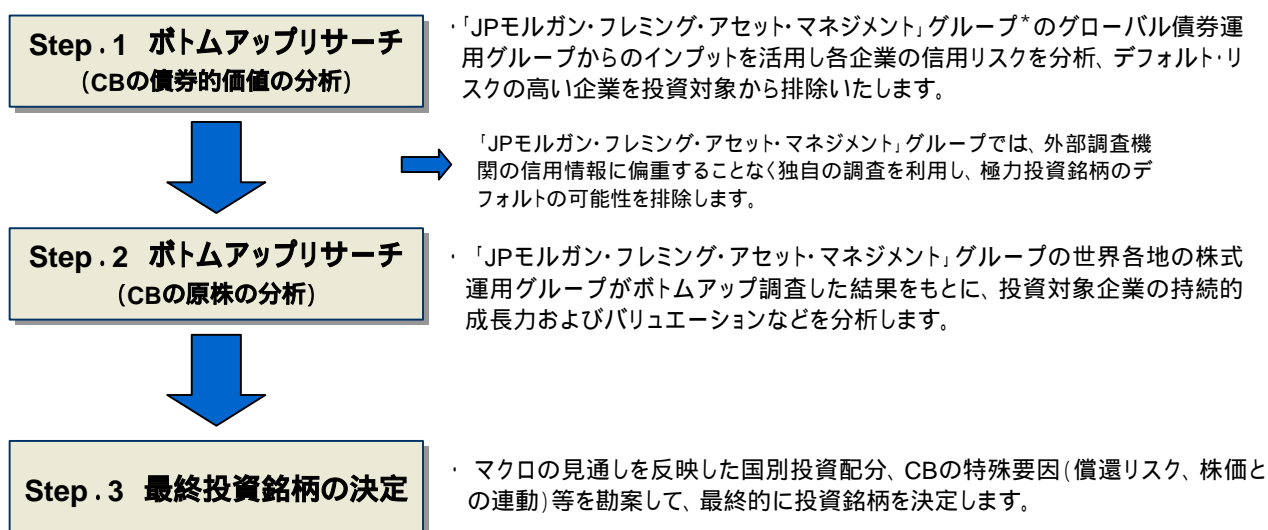 Step.1 ボトムアップリサーチ
(CBの債券的価値の分析)
・「JPモルガン・フレミング・アセット・マネジメント」グループ*のグローバル債券運
用グループからのインプットを活用し各企業の信用リスクを分析、デフォルト・リ
スクの高い企業を投資対象から排除いたします。
「JPモルガン・フレミング・アセット・マネジメント」グループでは、外部調査機
関の信用情報に偏重することなく独自の調査を利用し、極力投資銘柄のデ
フォルトの可能性を排除します。
Step.2 ボトムアップリサーチ
(CBの原株の分析)
・「JPモルガン・フレミング・アセット・マネジメント」グループの世界各地の株式
運用グループがボトムアップ調査した結果をもとに、投資対象企業の持続的
成長力およびバリュエーションなどを分析します。
Step.3 最終投資銘柄の決定
・ マクロの見通しを反映した国別投資配分、CBの特殊要因(償還リスク、株価と
の連動)等を勘案して、最終的に投資銘柄を決定します。